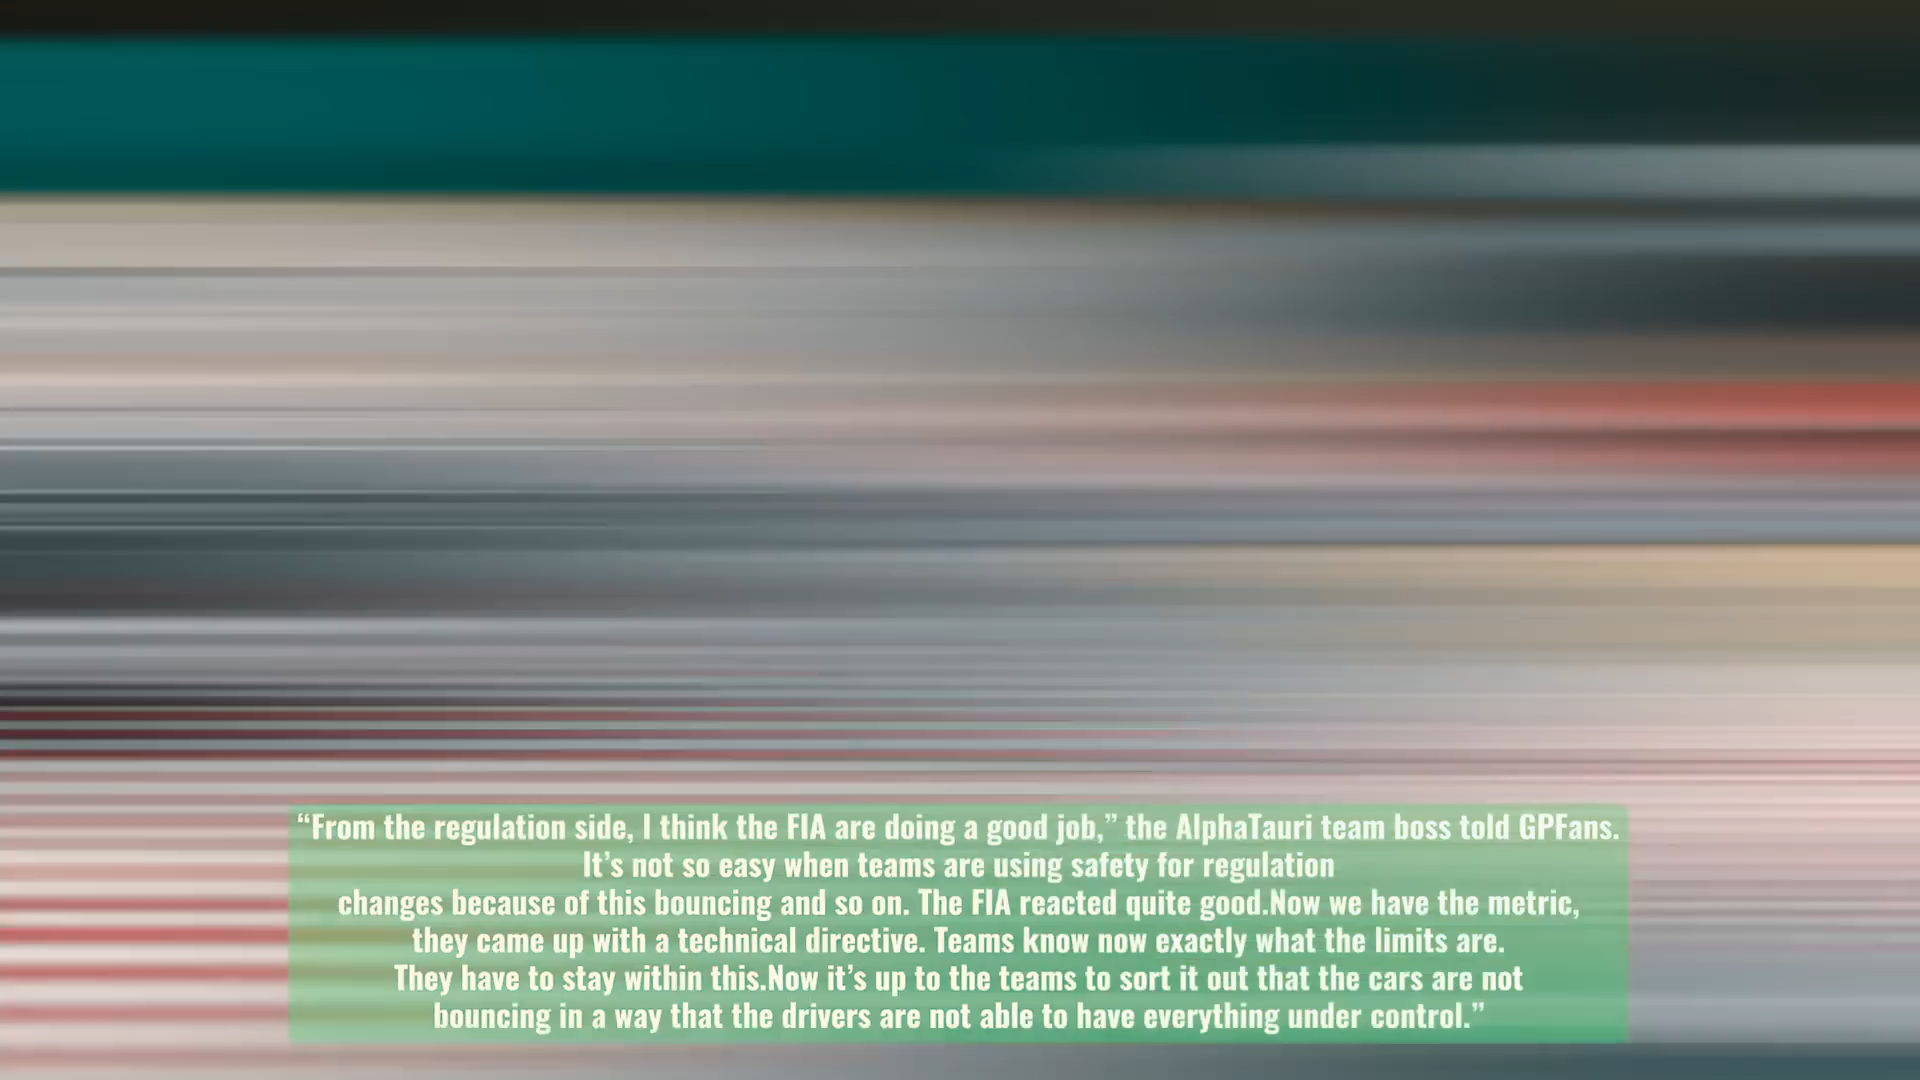 “From the regulation side, I think the FIA are doing a good job,” the AlphaTauri team boss told GPFans.
It’s not so easy when teams are using safety for regulation
changes because of this bouncing and so on. The FIA reacted quite good.Now we have the metric,
they came up with a technical directive. Teams know now exactly what the limits are.
They have to stay within this.Now it’s up to the teams to sort it out that the cars are not
bouncing in a way that the drivers are not able to have everything under control.”